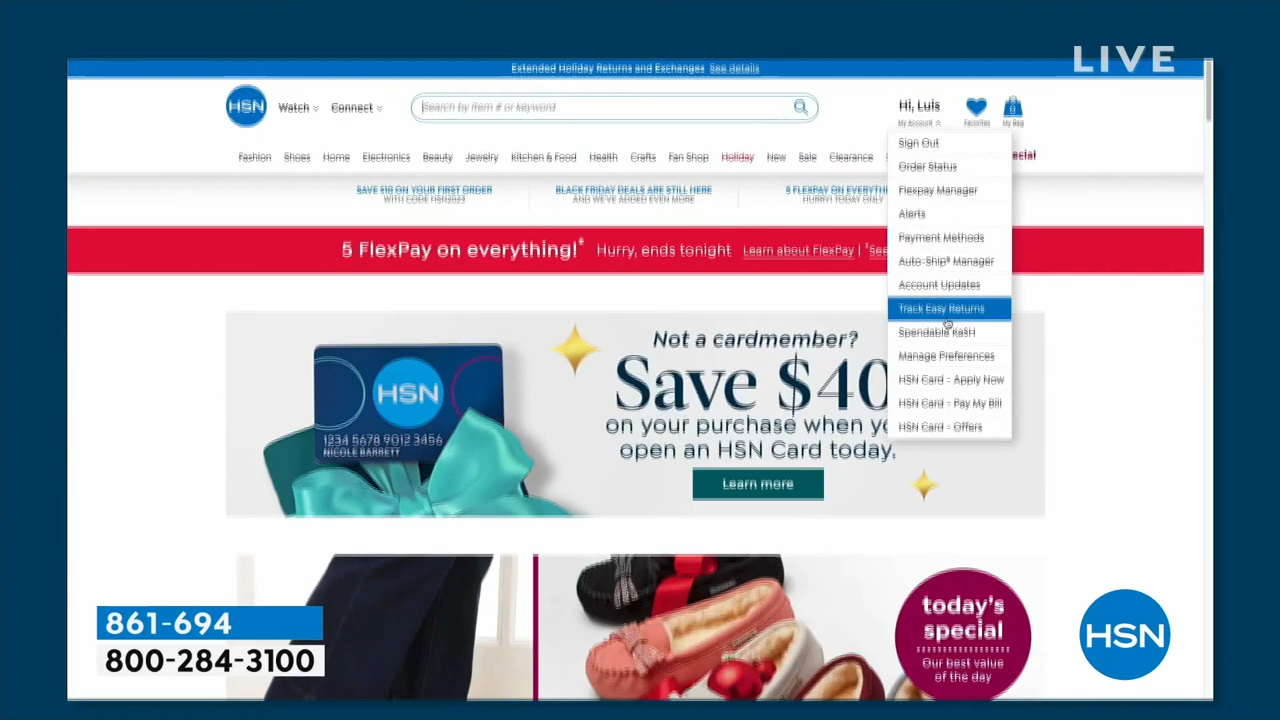 LIVE
Extended Holiday Returns and Exchanges See details
HSN
Watch
Connect
Search by item # or keyword
Hi, Luis
My Account
Favorites
My Bag
Fashion Shoes Home Electronics Beauty Jewelry Kitchen & Food Health Crafts Fan Shop Holiday New Sale Clearance
SAVE $10 ON YOUR FIRST ORDER
WITH CODE HSN2023
BLACK FRIDAY DEALS ARE STILL HERE
AND WE'VE ADDED EVEN MORE
5 FLEXPAY ON EVERYTHI
HURRY! TODAY ONLY
5 FlexPay on everything!* Hurry, ends tonight Learn about FlexPay | See
Sign Out
Order Status
Flexpay Manager
Alerts
Payment Methods
Auto-Ship® Manager
Account Updates
Track Easy Returns
Spendable Ka$H
Manage Preferences
HSN Card - Apply Now
HSN Card - Pay My Bill
HSN Card - Offers
Not a cardmember?
Save $40
on your purchase when yo
open an HSN Card today.
Learn more
HSN
1234 5678 9012 3456
NICOLE BARRETT
today's
special
Our best value
of the day
861-694
800-284-3100
HSN